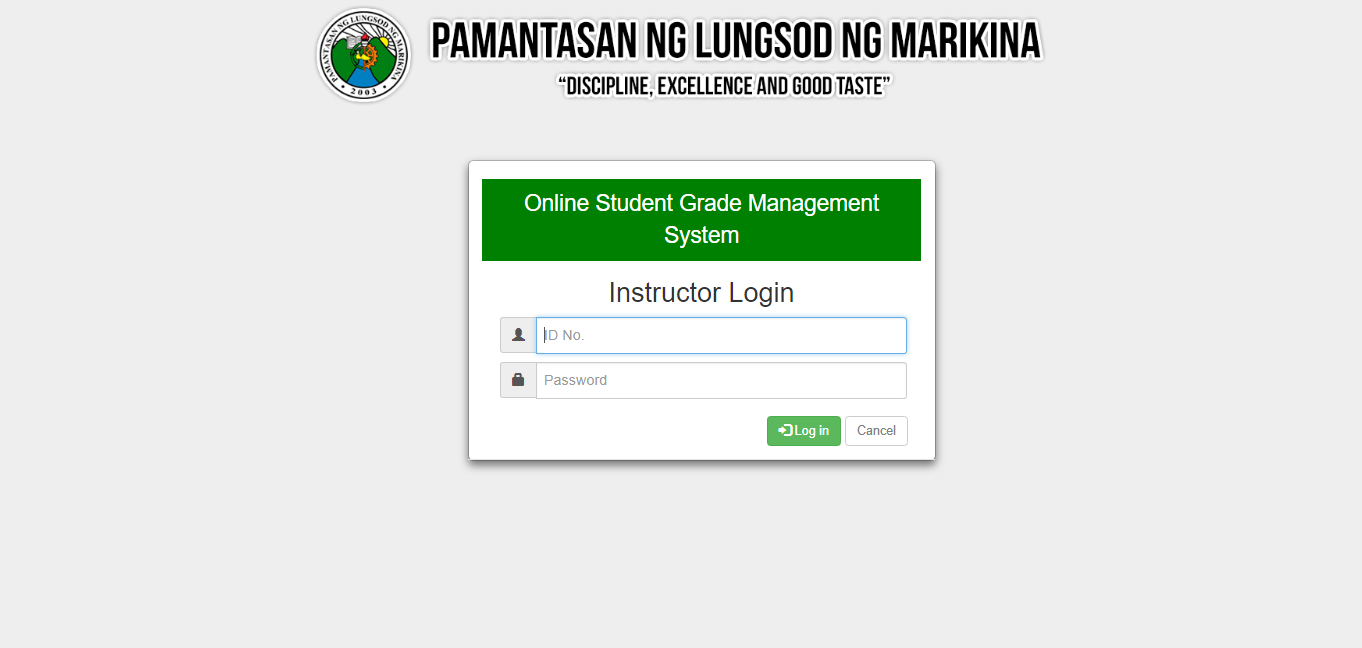 PAMANTASAN NG LUNGSOD NG MARIKINA
PAMANTASAN NG LUNGSOD NG MARIKINA
• 2003 •
“DISCIPLINE, EXCELLENCE AND GOOD TASTE”
Online Student Grade Management
System
Instructor Login
ID No.
Password
Log in
Cancel